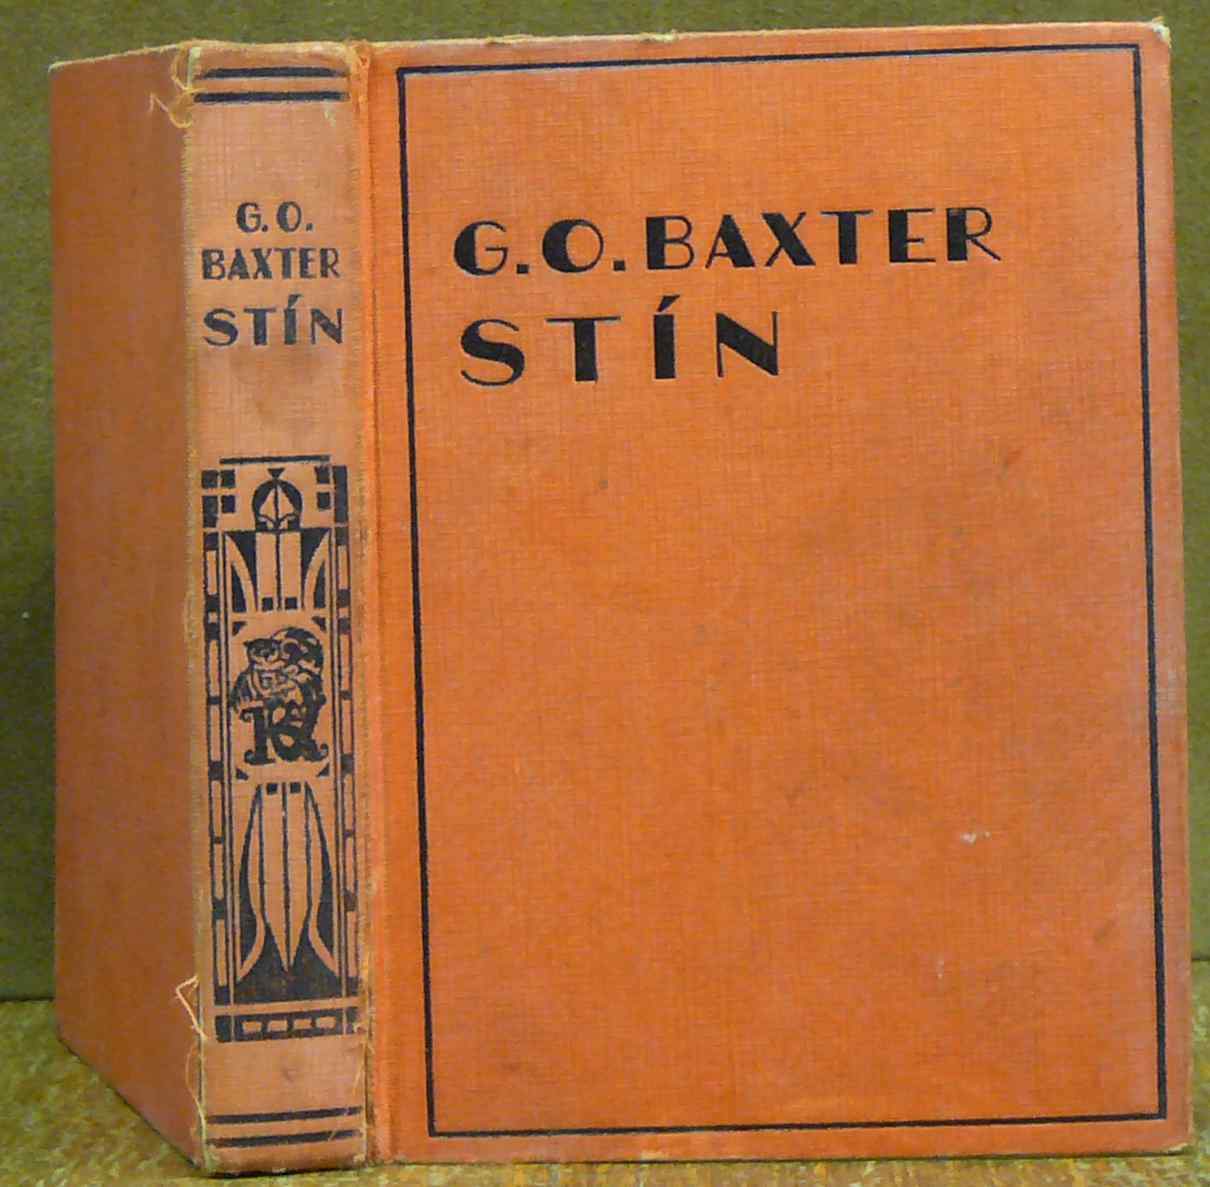 G. O.
BAXTER
STÍN
G.O. BAXTER
STÍN